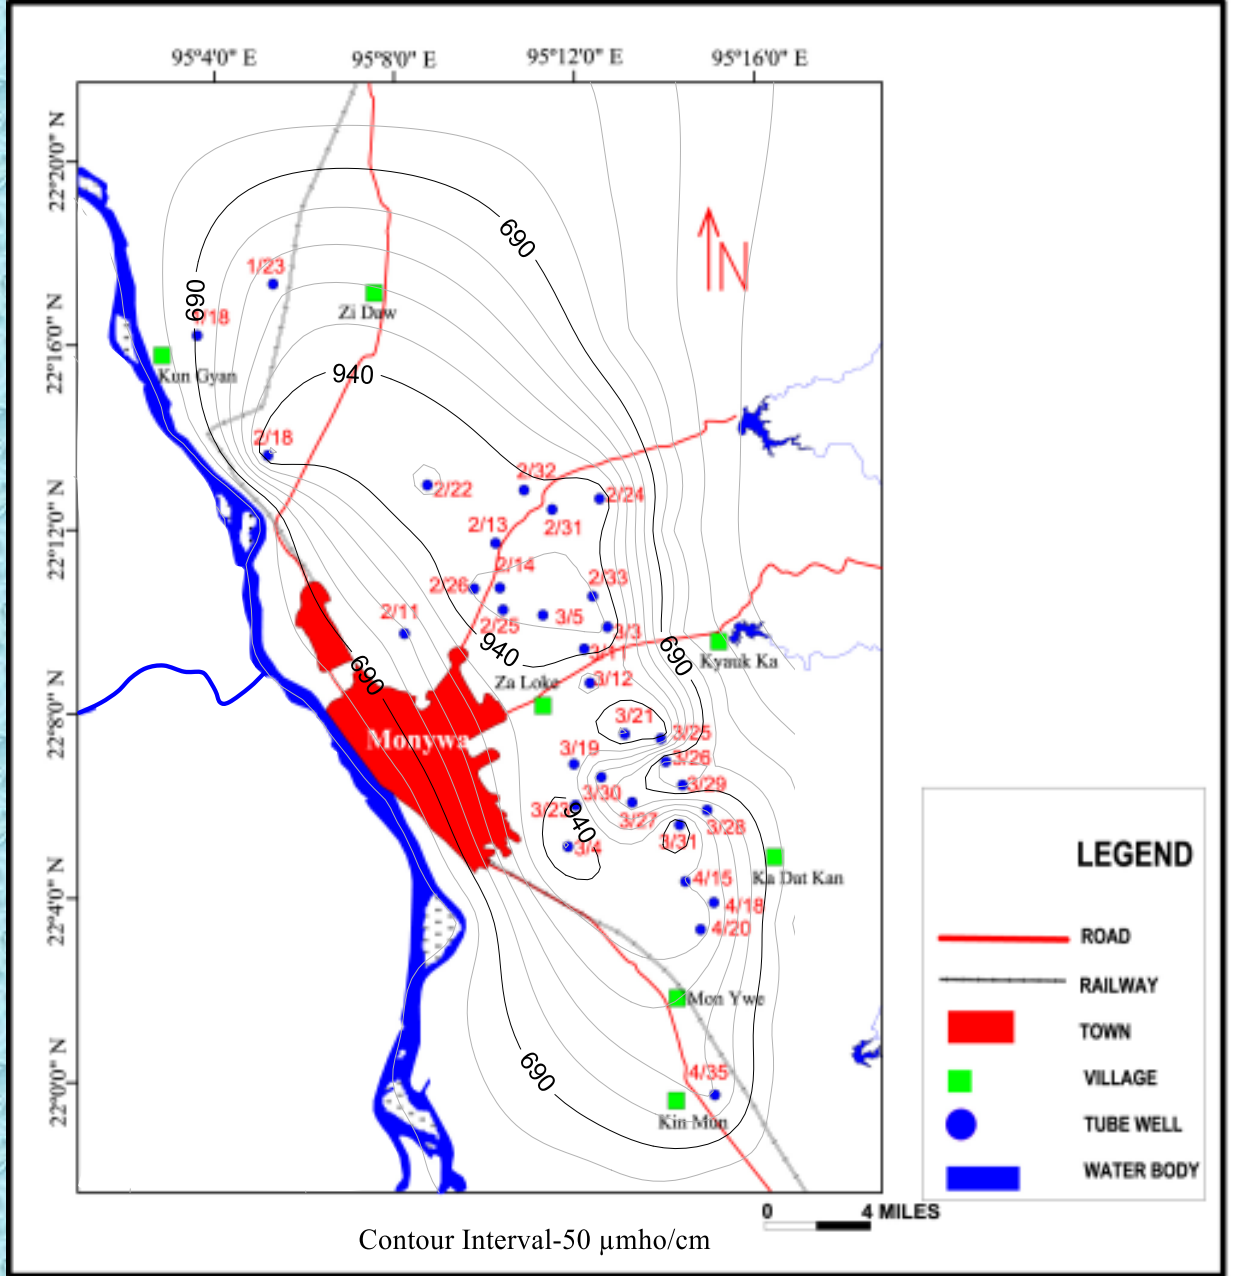 95°4'0" E
95°8'0" E
95°12'0" E
95°16'0" E
22°20'0" N
22°16'0" N
22°12'0" N
22°8'0" N
22°4'0" N
22°0'0" N
690
N
1/23
690
/18
Zi Daw
Kun Gyan
940
2/18
2/32
2/22
2/24
2/13
2/31
2/14
2/26
2/33
2/11
3/5
2/25
3/3
940
3/1
690
Kyauk Ka
690
Za Loke
3/12
3/21
3/25
Monywa
3/19
3/26
3/29
3/30
3/23
940
3/27
3/28
3/31
3/4
Ka Dat Kan
4/15
4/18
4/20
Mon Ywe
690
4/35
Kin Mun
LEGEND
ROAD
RAILWAY
TOWN
VILLAGE
TUBE WELL
WATER BODY
0 4 MILES
Contour Interval-50 µmho/cm